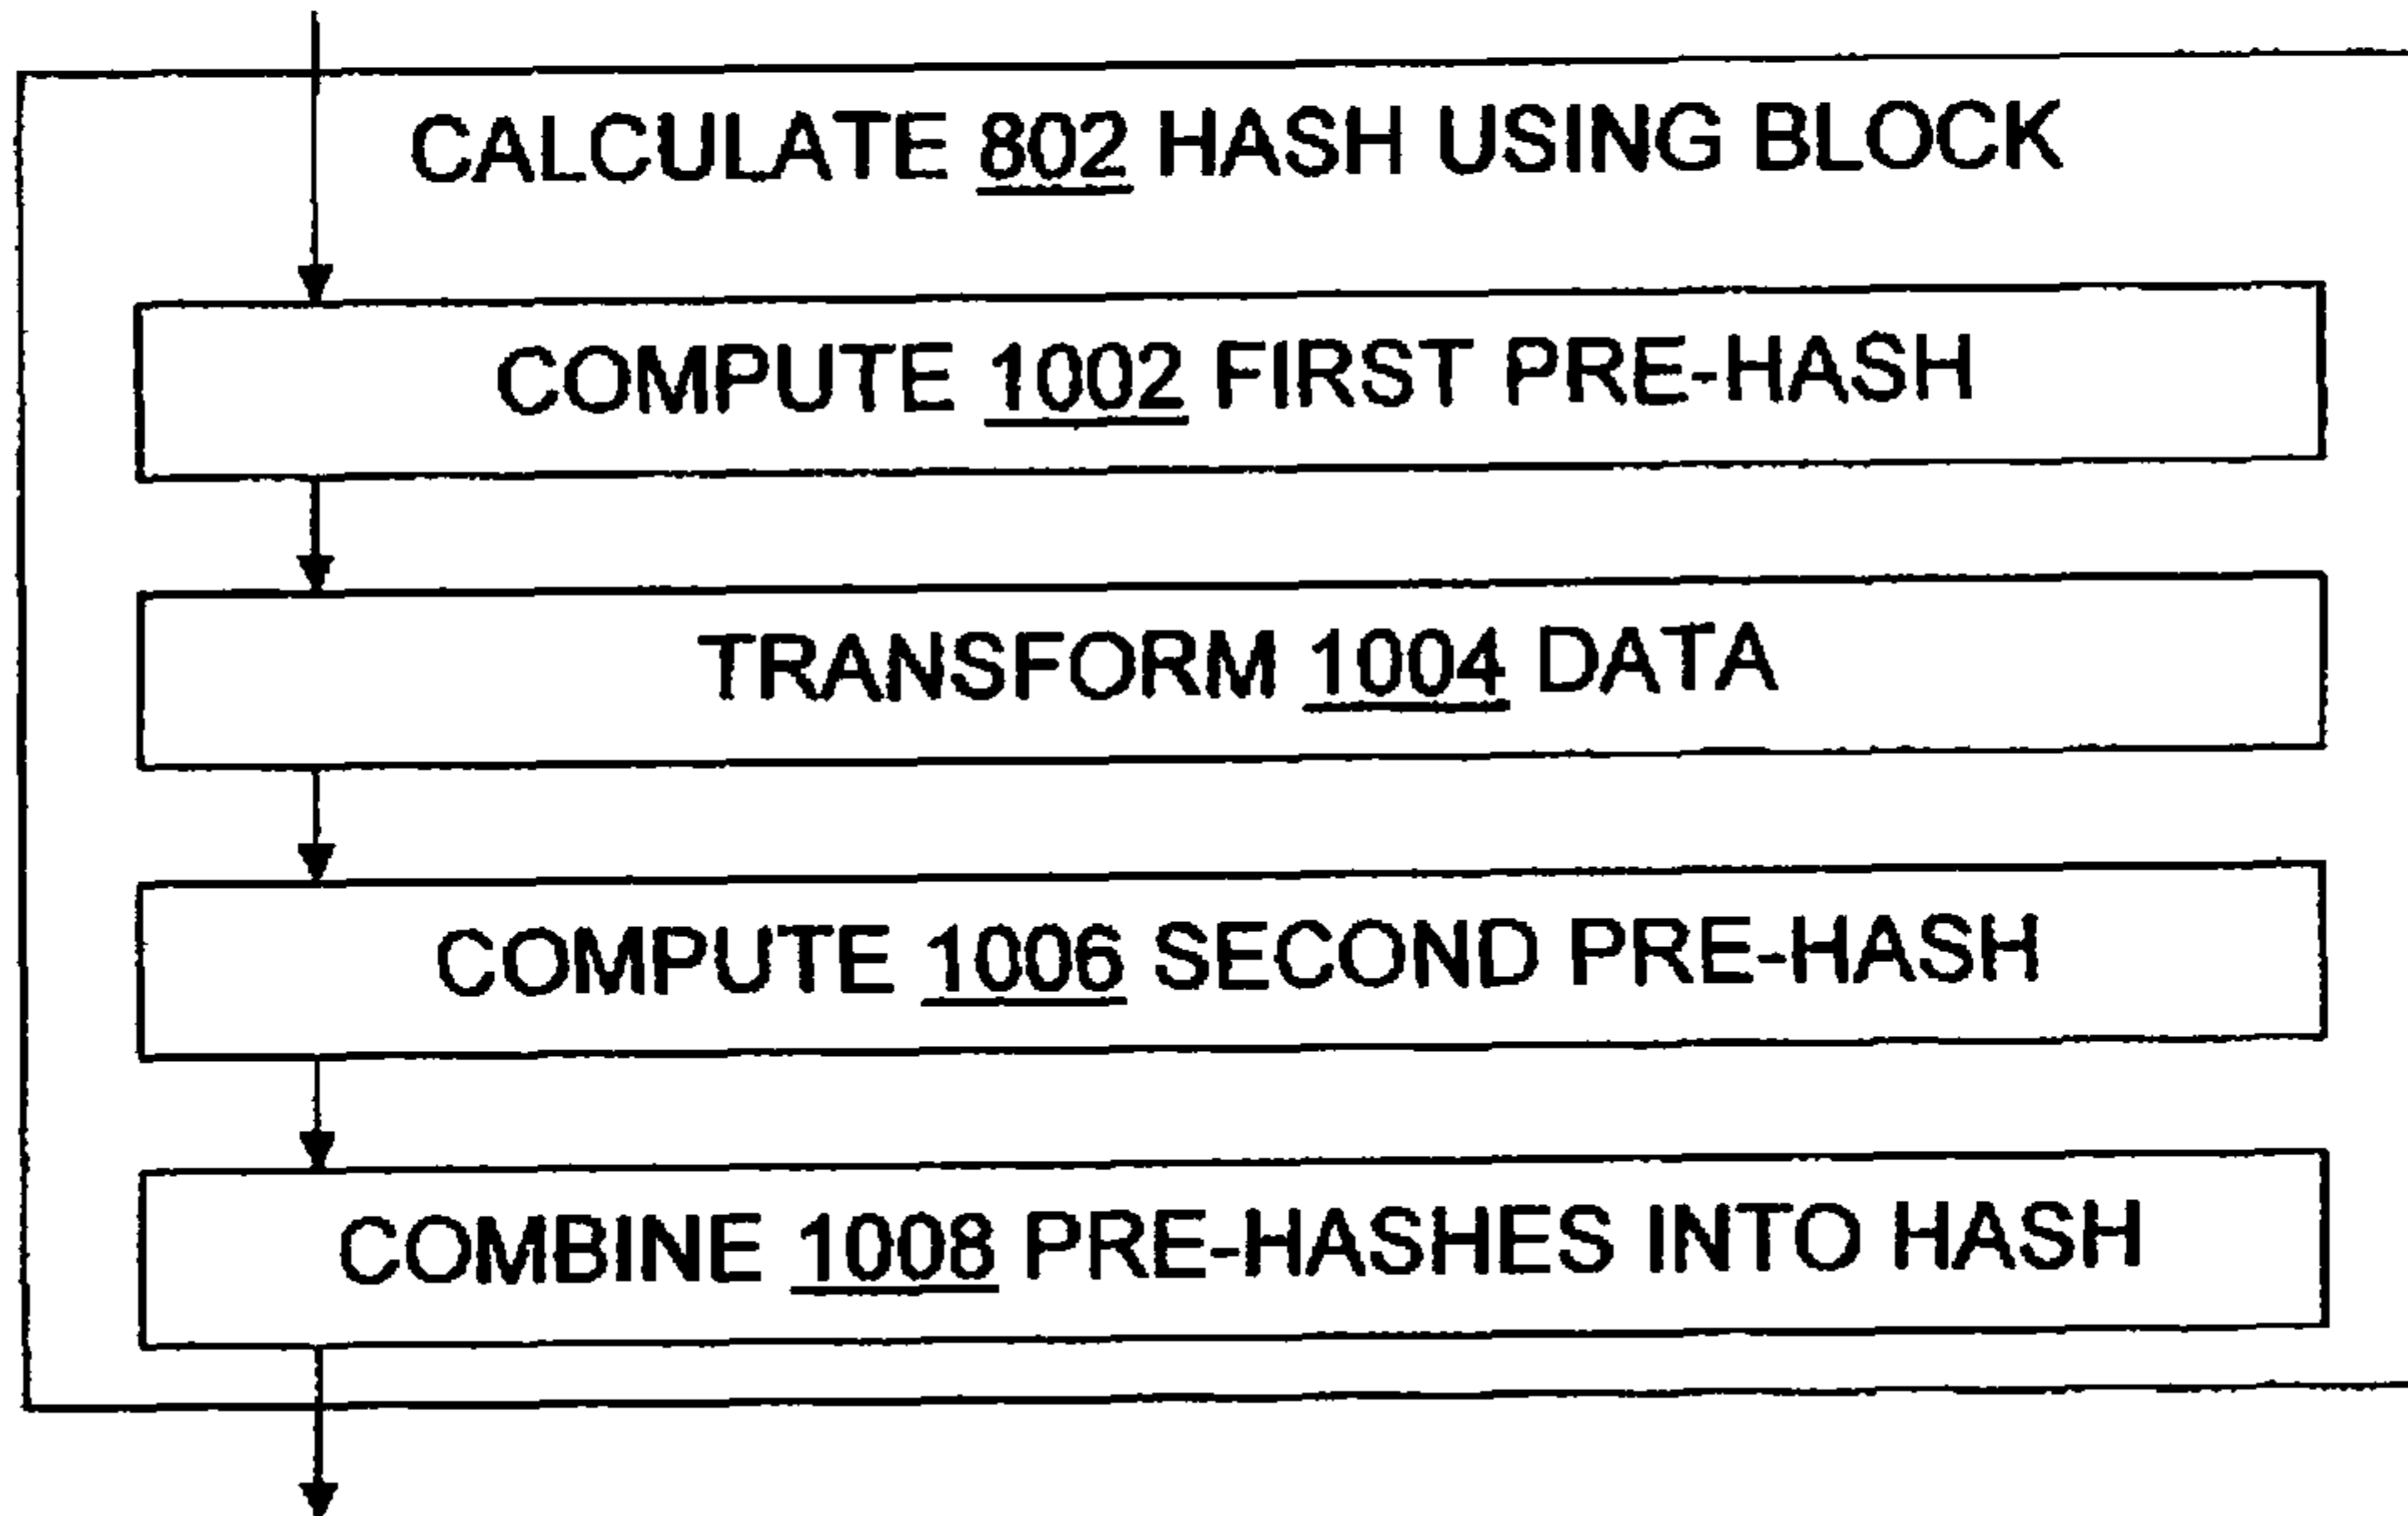 CALCULATE 802 HASH USING BLOCK
COMPUTE 1002 FIRST PRE-HASH
TRANSFORM 1004 DATA
COMPUTE 1006 SECOND PRE-HASH
COMBINE 1008 PRE-HASHES INTO HASH